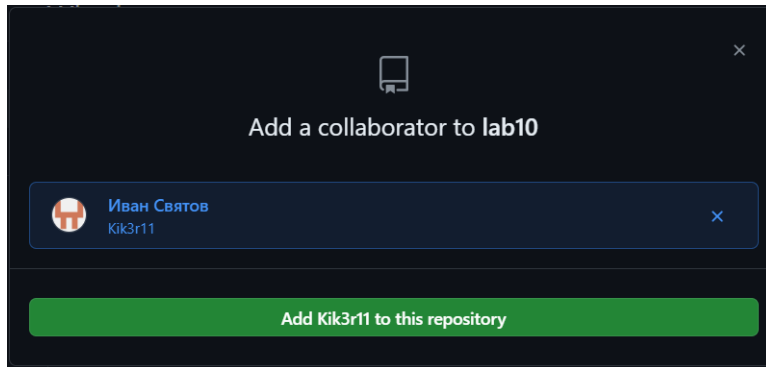 Add a collaborator to lab10
Иван Святов
Kik3r11
Add Kik3r11 to this repository